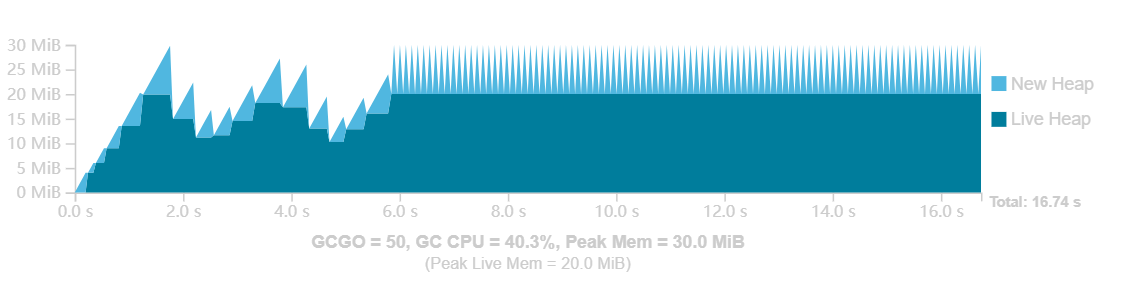 30 MiB
25 MiB
20 MiB
15 MiB
10 MiB
5 MiB
0 MiB
0.0 s 2.0 s 4.0 s 6.0 s 8.0 s 10.0 s 12.0 s 14.0 s 16.0 s
New Heap
Live Heap
Total: 16.74 s
GCGO = 50, GC CPU = 40.3%, Peak Mem = 30.0 MiB
(Peak Live Mem = 20.0 MiB)